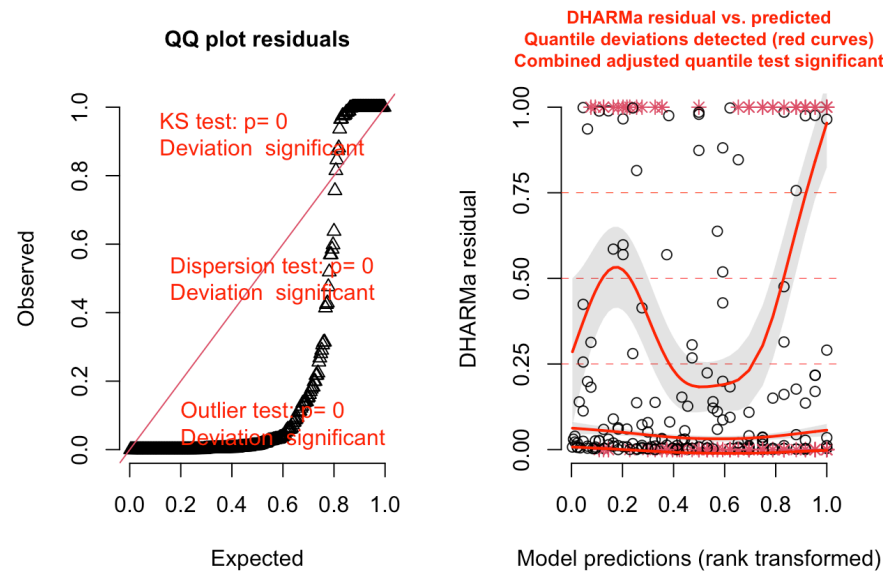 QQ plot residuals
KS test: p= 0
Deviation  significant
Dispersion test: p= 0
Deviation  significant
Outlier test: p= 0
Deviation  significant
Observed
0.0 0.2 0.4 0.6 0.8 1.0
0.0 0.2 0.4 0.6 0.8 1.0
Expected
DHARMa residual vs. predicted
Quantile deviations detected (red curves)
Combined adjusted quantile test significant
DHARMa residual
0.00 0.25 0.50 0.75 1.00
0.0 0.2 0.4 0.6 0.8 1.0
Model predictions (rank transformed)